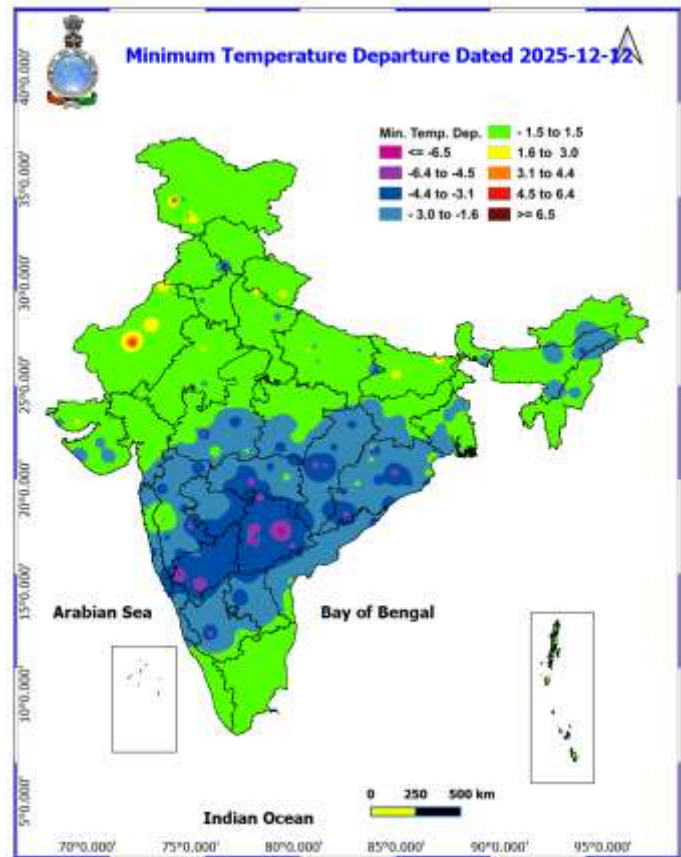 Minimum Temperature Departure Dated 2025-12-12
Min. Temp. Dep.
<= -6.5
-6.4 to -4.5
-4.4 to -3.1
- 3.0 to -1.6
- 1.5 to 1.5
1.6 to 3.0
3.1 to 4.4
4.5 to 6.4
>= 6.5
40°0.000'
35°0.000'
30°0.000'
25°0.000'
20°0.000'
15°0.000'
10°0.000'
5°0.000'
Arabian Sea
Bay of Bengal
0 250 500 km
Indian Ocean
70°0.000' 75°0.000' 80°0.000' 85°0.000' 90°0.000' 95°0.000'